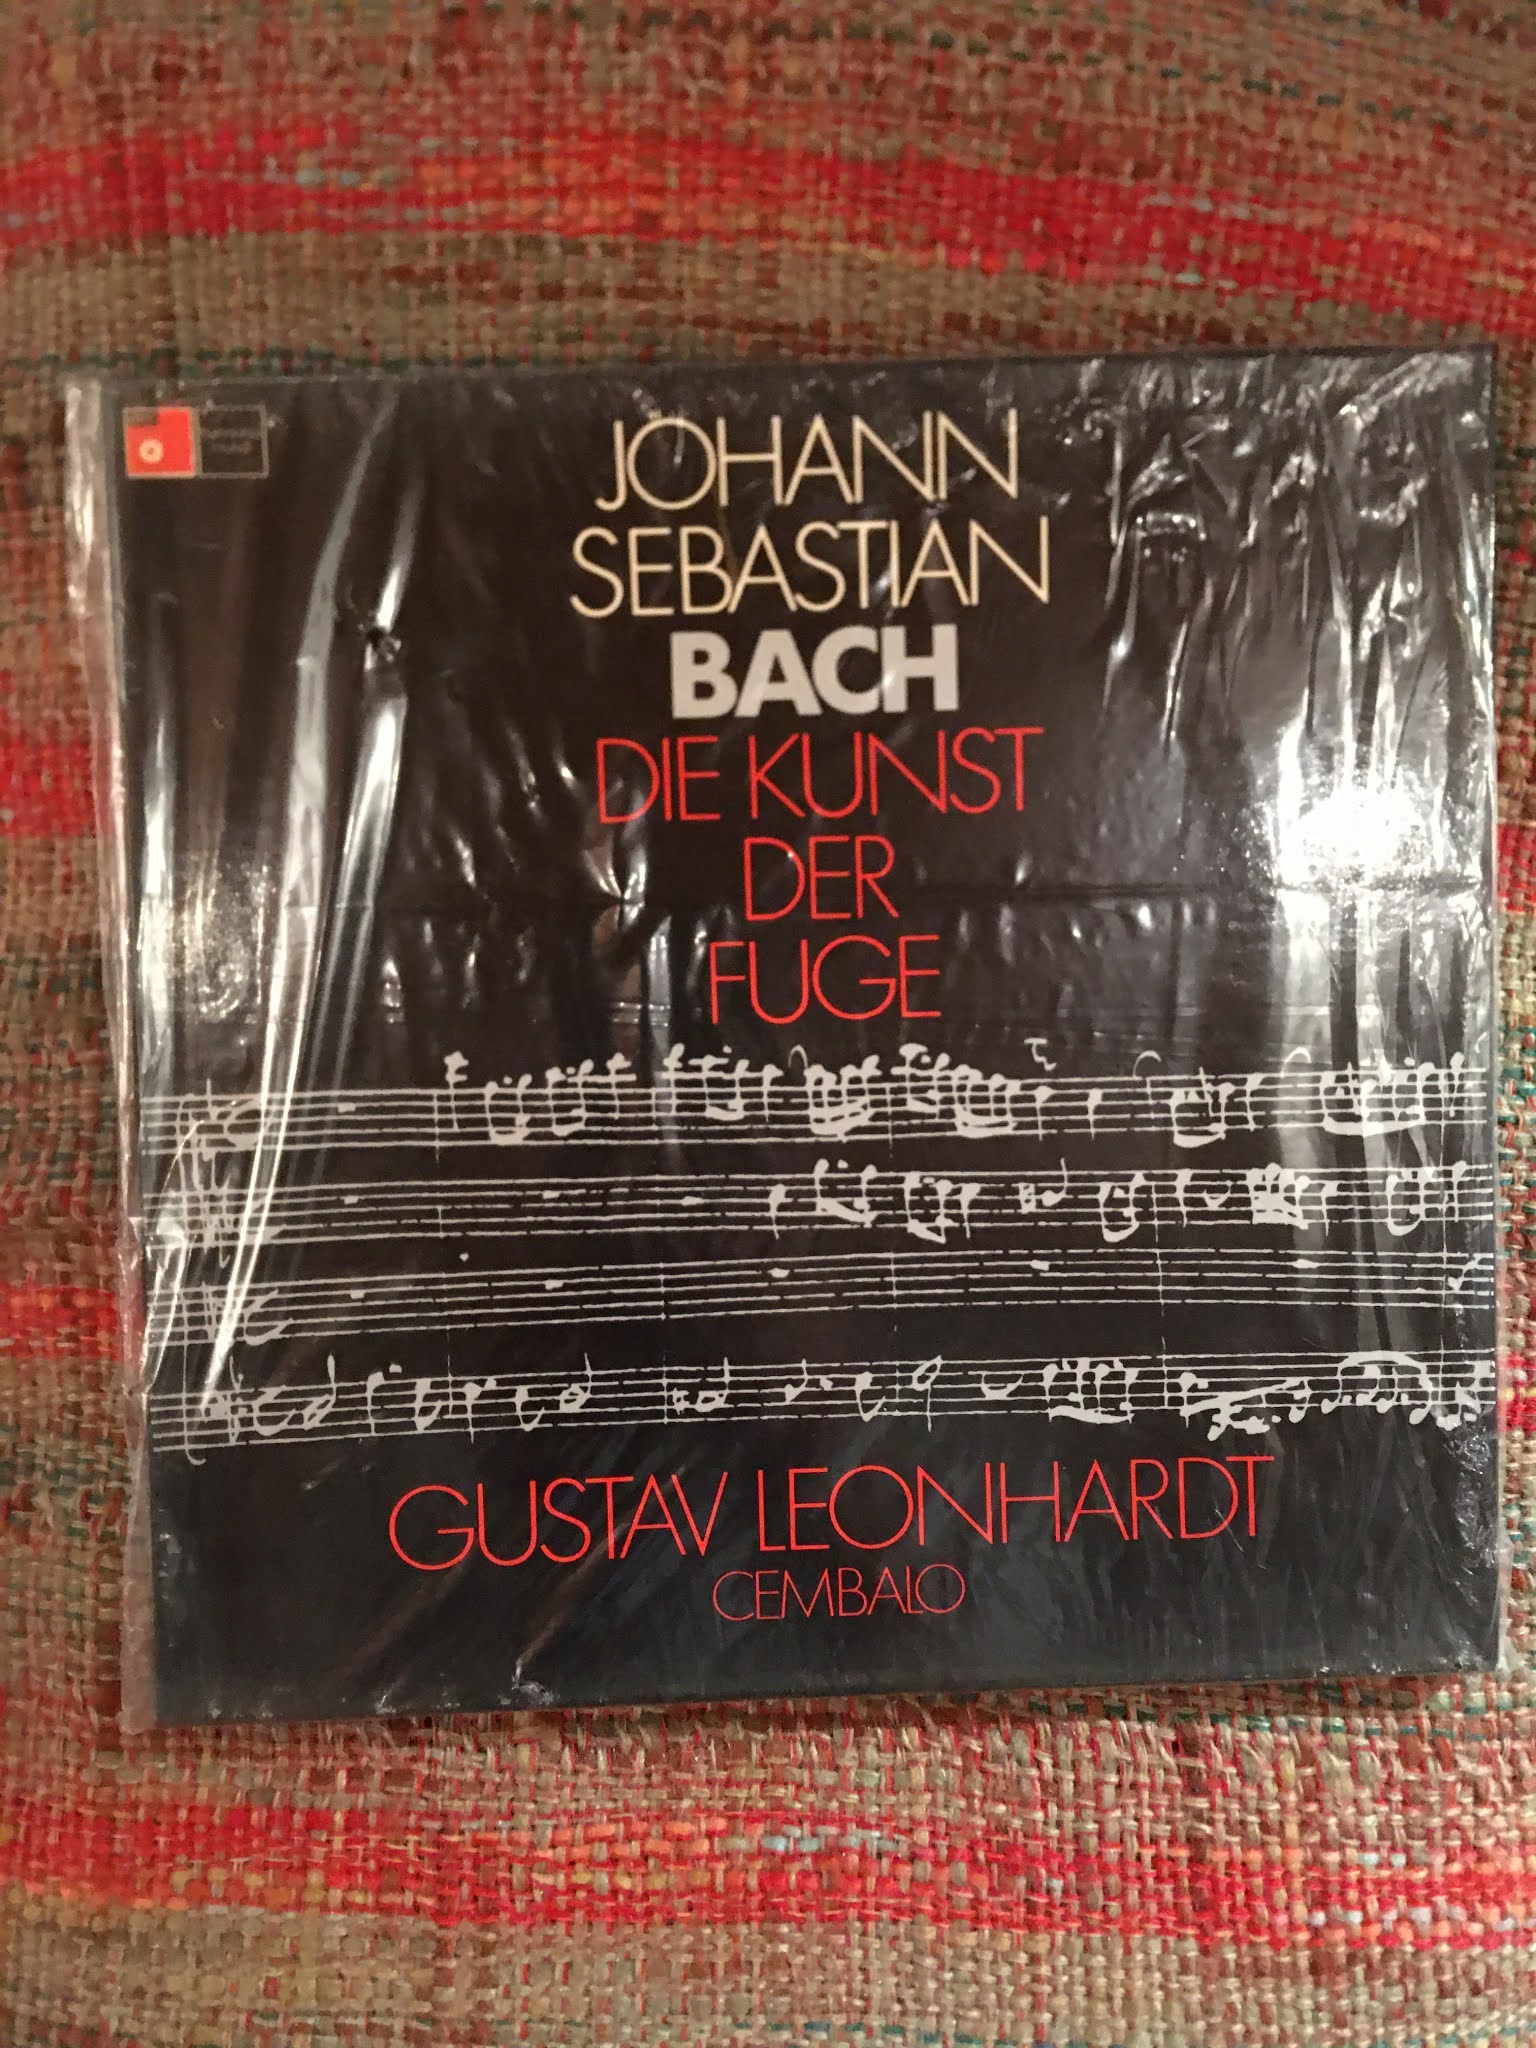 JOHANN
SEBASTIAN
BACH
DIE KUNST
DER
FUGE
GUSTAV LEONHARDT
CEMBALO